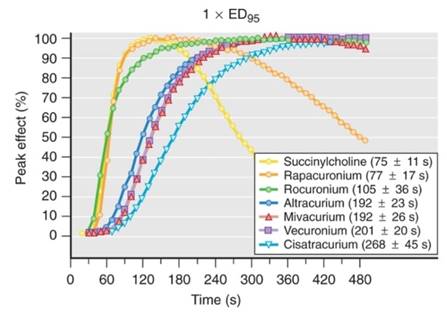 1 × ED95
Peak effect (%)
100
90
80
70
60
50
40
30
20
10
0
0 60 120 180 240 300 360 420 480
Time (s)
Succinylcholine (75 ± 11 s)
Rapacuronium (77 ± 17 s)
Rocuronium (105 ± 36 s)
Altracurium (192 ± 23 s)
Mivacurium (192 ± 26 s)
Vecuronium (201 ± 20 s)
Cisatracurium (268 ± 45 s)